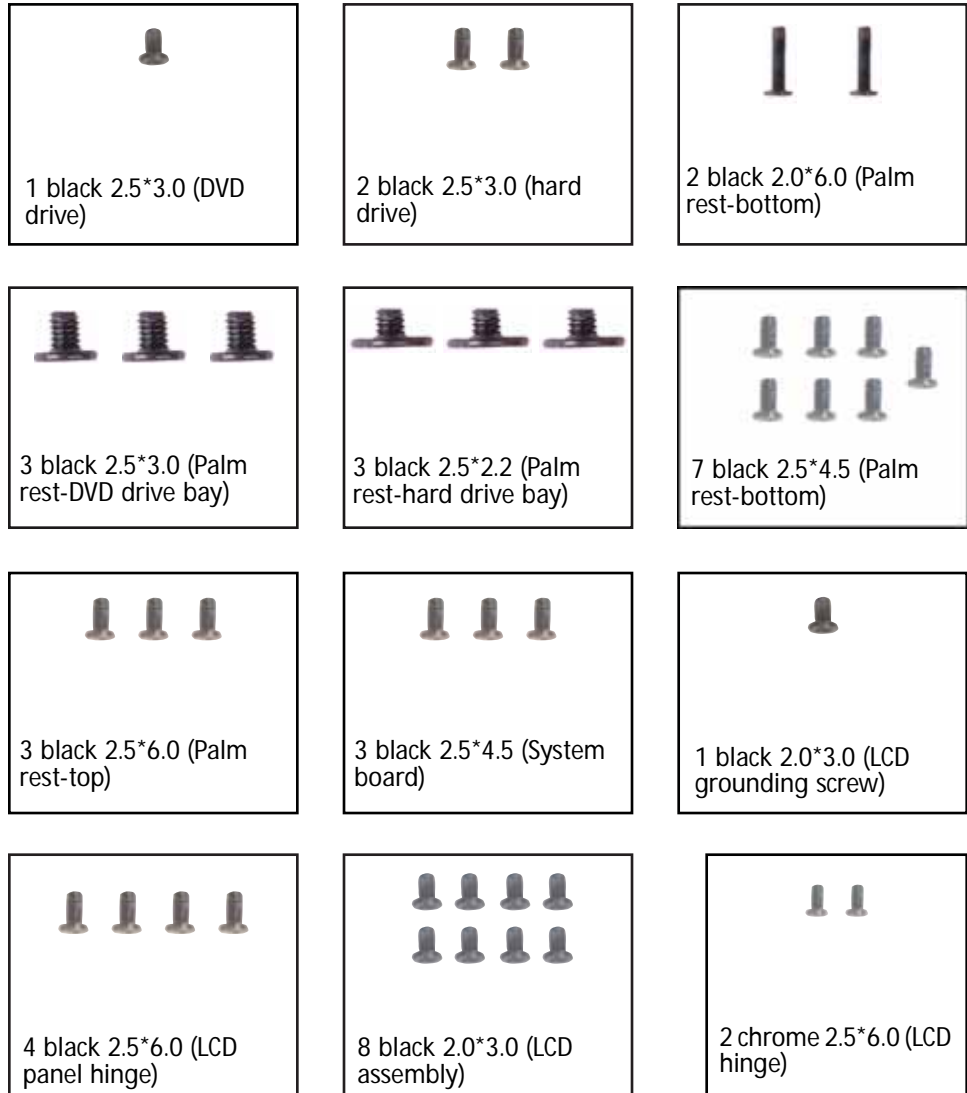 1 black 2.5*3.0 (DVD
drive)
2 black 2.5*3.0 (hard
drive)
2 black 2.0*6.0 (Palm
rest-bottom)
3 black 2.5*3.0 (Palm
rest-DVD drive bay)
3 black 2.5*2.2 (Palm
rest-hard drive bay)
7 black 2.5*4.5 (Palm
rest-bottom)
3 black 2.5*6.0 (Palm
rest-top)
3 black 2.5*4.5 (System
board)
1 black 2.0*3.0 (LCD
grounding screw)
4 black 2.5*6.0 (LCD
panel hinge)
8 black 2.0*3.0 (LCD
assembly)
2 chrome 2.5*6.0 (LCD
hinge)